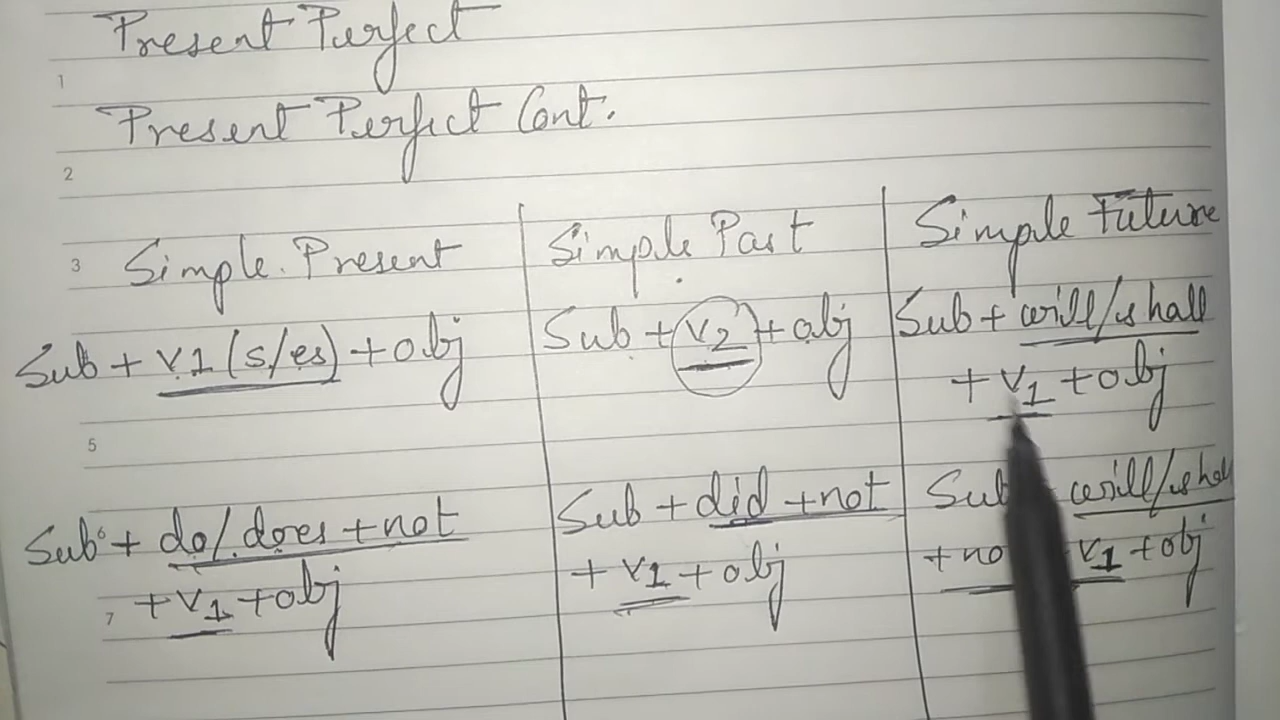 Present Perfect
1
Present Perfect Cont.
2
3
Simple Present
Sub + V1 (s/es) + obj
5
Sub + do/does + not
7
+ V1 + obj
Simple Past
Sub + V2 + obj
Sub + did + not
+ V1 + obj
Simple Future
Sub + will/shall
+ V1 + obj
will/shal
+ V1 + obj